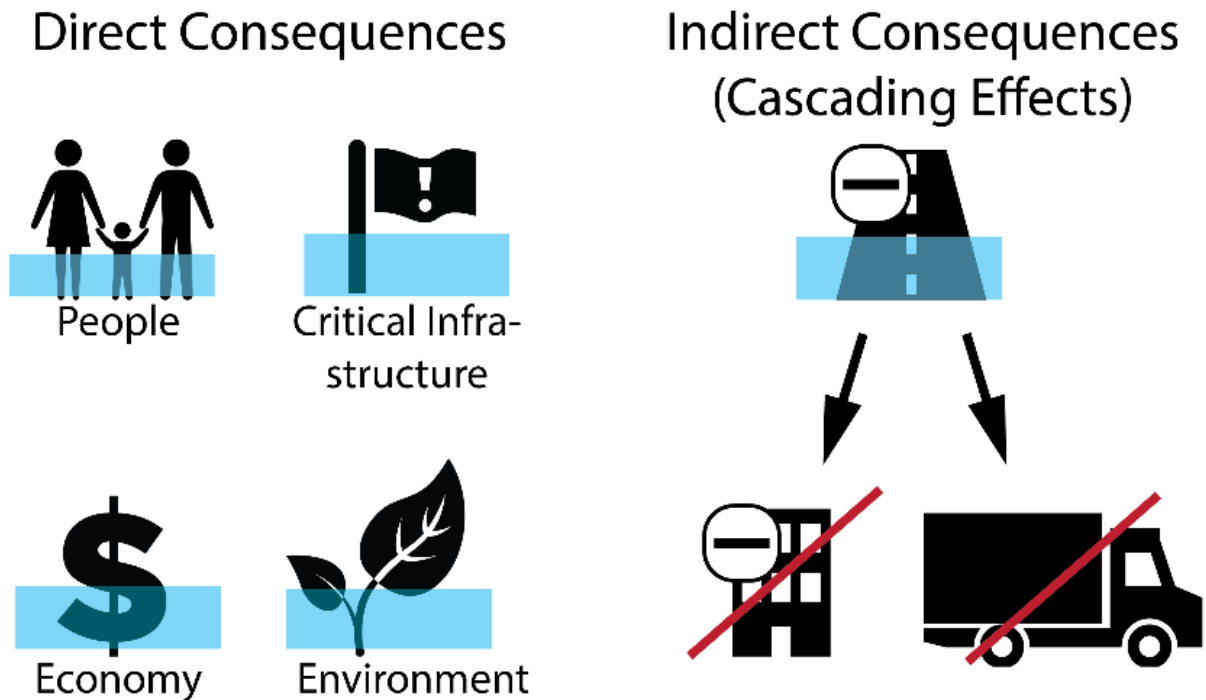 Direct Consequences
Indirect Consequences
(Cascading Effects)
!
People
Critical Infra-
structure
$
Economy
Environment